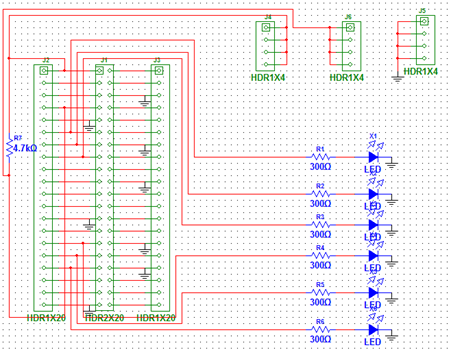 J4
J6
J5
HDR1X4
HDR1X4
HDR1X4
J2
J1
J3
R7
4.7kΩ
R1
300Ω
X1
LED
R2
300Ω
LED
R3
300Ω
LED
R4
300Ω
LED
R5
300Ω
LED
R6
300Ω
LED
HDR1X20
HDR2X20
HDR1X20